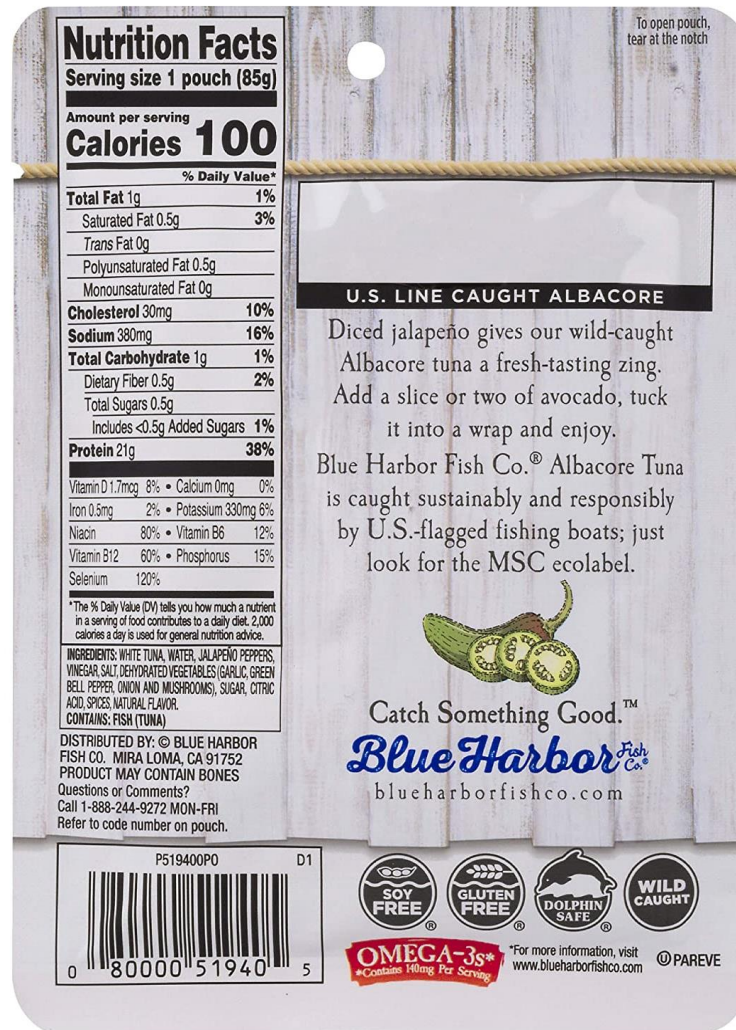 Nutrition Facts
Serving size 1 pouch (85g)
Amount per serving
Calories 100
% Daily Value*
Total Fat 1g 1%
Saturated Fat 0.5g 3%
Trans Fat 0g
Polyunsaturated Fat 0.5g
Monounsaturated Fat 0g
Cholesterol 30mg 10%
Sodium 380mg 16%
Total Carbohydrate 1g 1%
Dietary Fiber 0.5g 2%
Total Sugars 0.5g
Includes <0.5g Added Sugars 1%
Protein 21g 38%
Vitamin D 1.7mcg 8% • Calcium 0mg 0%
Iron 0.5mg 2% • Potassium 330mg 6%
Niacin 80% • Vitamin B6 12%
Vitamin B12 60% • Phosphorus 15%
Selenium 120%
*The % Daily Value (DV) tells you how much a nutrient
in a serving of food contributes to a daily diet. 2,000
calories a day is used for general nutrition advice.
INGREDIENTS: WHITE TUNA, WATER, JALAPEÑO PEPPERS,
VINEGAR, SALT, DEHYDRATED VEGETABLES (GARLIC, GREEN
BELL PEPPER, ONION AND MUSHROOMS), SUGAR, CITRIC
ACID, SPICES, NATURAL FLAVOR.
CONTAINS: FISH (TUNA)
DISTRIBUTED BY: © BLUE HARBOR
FISH CO. MIRA LOMA, CA 91752
PRODUCT MAY CONTAIN BONES
Questions or Comments?
Call 1-888-244-9272 MON-FRI
Refer to code number on pouch.
To open pouch,
tear at the notch
U.S. LINE CAUGHT ALBACORE
Diced jalapeño gives our wild-caught
Albacore tuna a fresh-tasting zing.
Add a slice or two of avocado, tuck
it into a wrap and enjoy.
Blue Harbor Fish Co.® Albacore Tuna
is caught sustainably and responsibly
by U.S.-flagged fishing boats; just
look for the MSC ecolabel.
Catch Something Good.™
Blue Harbor Fish Co.®
blueharborfishco.com
P519400P0 D1
0 80000 51940 5
SOY
FREE
®
GLUTEN
FREE
®
DOLPHIN
SAFE
®
WILD
CAUGHT
OMEGA-3s*
*Contains 140mg Per Serving
*For more information, visit
www.blueharborfishco.com
Ⓤ PAREVE